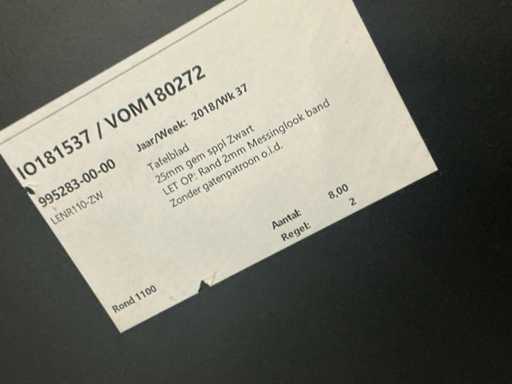 IO181537 / VOM180272
995283-00-00
LENR110-ZW
Jaar/Week: 2018/Wk 37
Tafelblad
25mm gem sppl Zwart
LET OP: Rand 2mm Messinglook band
Zonder gatenpatroon o.i.d.
Aantal: 8,00
Regel: 2
Rond 1100